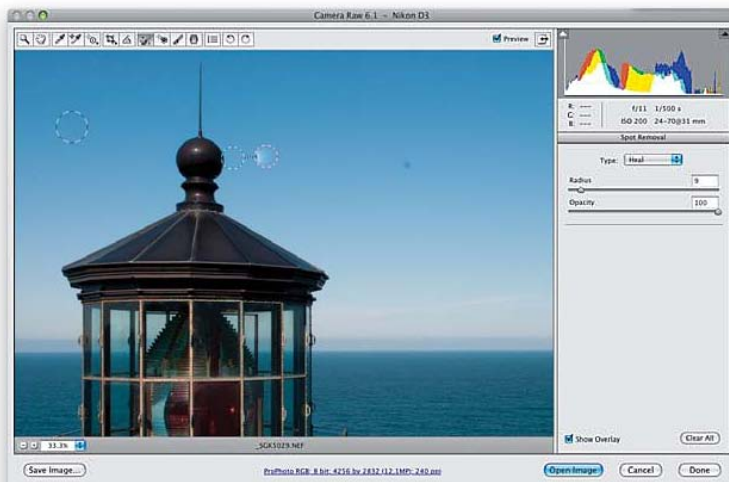 Camera Raw 6.1 – Nikon D3
Preview
R: ---
G: ---
B: ---
f/11 1/500 s
ISO 200 24-70@31 mm
Spot Removal
Type: Heal
Radius 9
Opacity 100
33.3%
_SGK5029.NEF
Show Overlay
Clear All
Save Image...
ProPhoto RGB; 8 bit; 4256 by 2832 (12.1MP); 240 ppi
Open Image
Cancel
Done